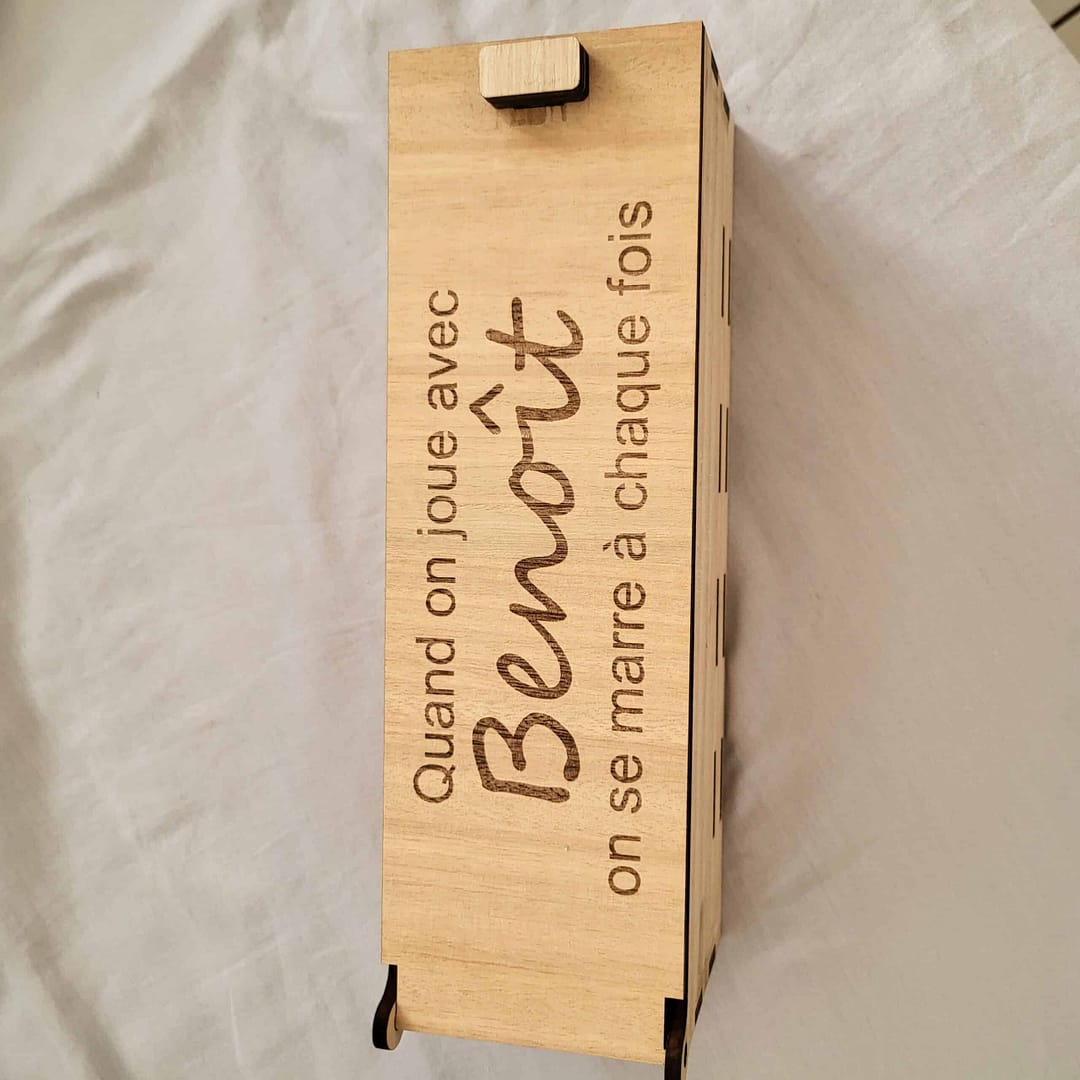 Quand on joue avec
Benoît
on se marre à chaque fois